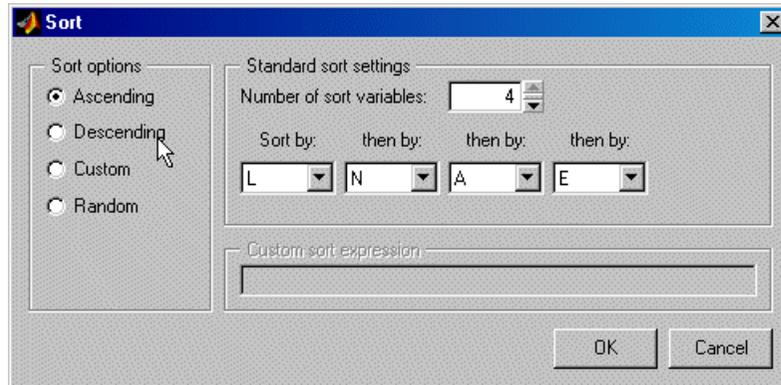 Sort
Sort options
Ascending
Descending
Custom
Random
Standard sort settings
Number of sort variables: 4
Sort by: then by: then by: then by:
L N A E
Custom sort expression
OK Cancel